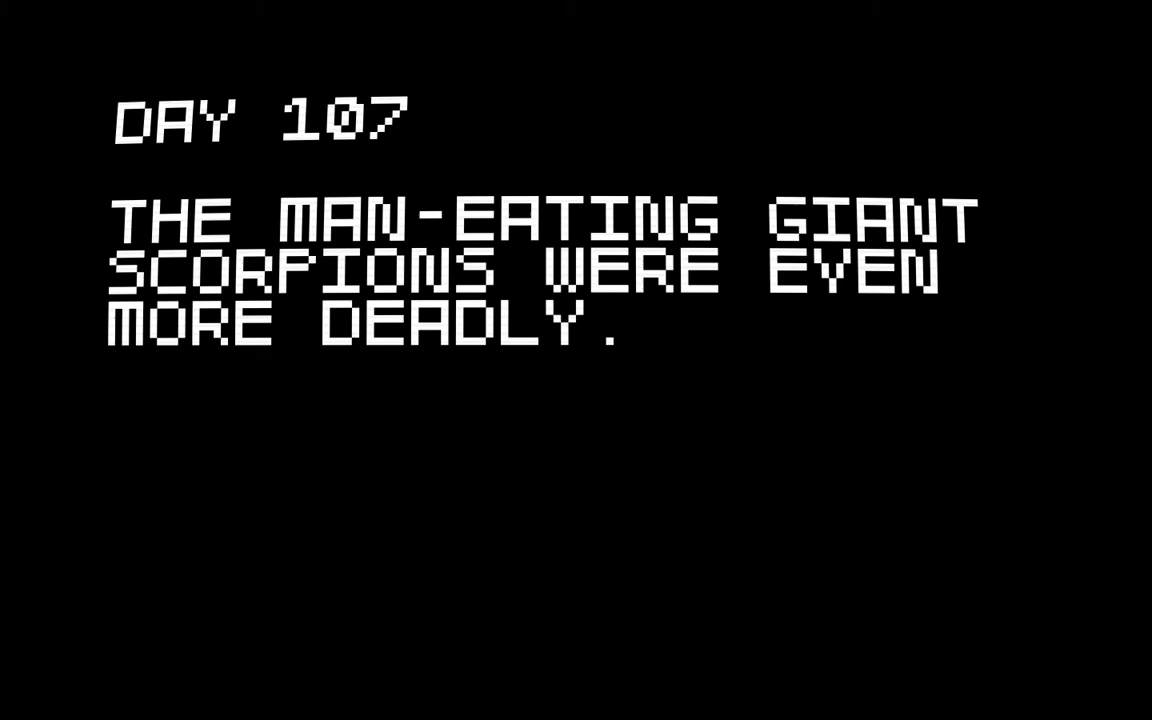 DAY 107
THE MAN-EATING GIANT
SCORPIONS WERE EVEN
MORE DEADLY.